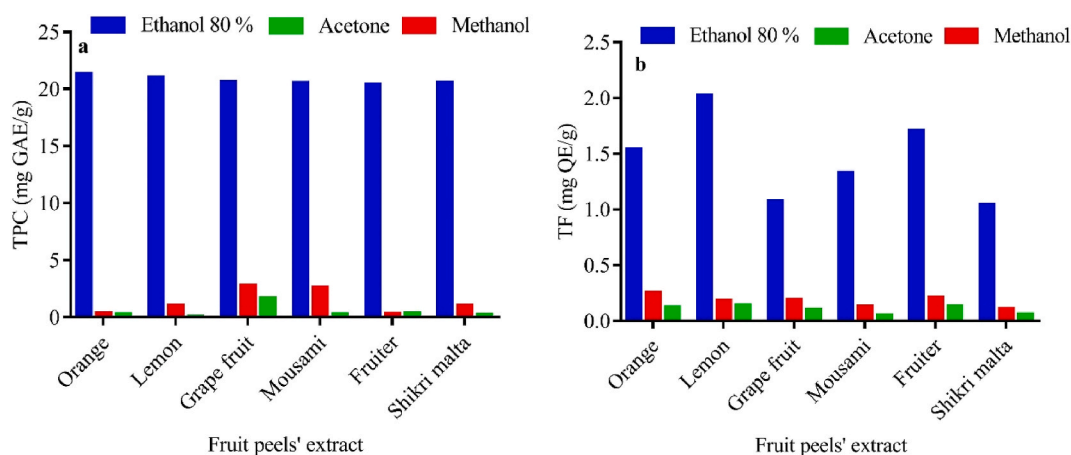 Ethanol 80 % Acetone Methanol
a
25
20
15
10
5
0
TPC (mg GAE/g)
Orange
Lemon
Grape fruit
Mousami
Fruiter
Shikri malta
Fruit peels' extract
Ethanol 80 % Acetone Methanol
b
2.5
2.0
1.5
1.0
0.5
0.0
TF (mg QE/g)
Orange
Lemon
Grape fruit
Mousami
Fruiter
Shikri malta
Fruit peels' extract